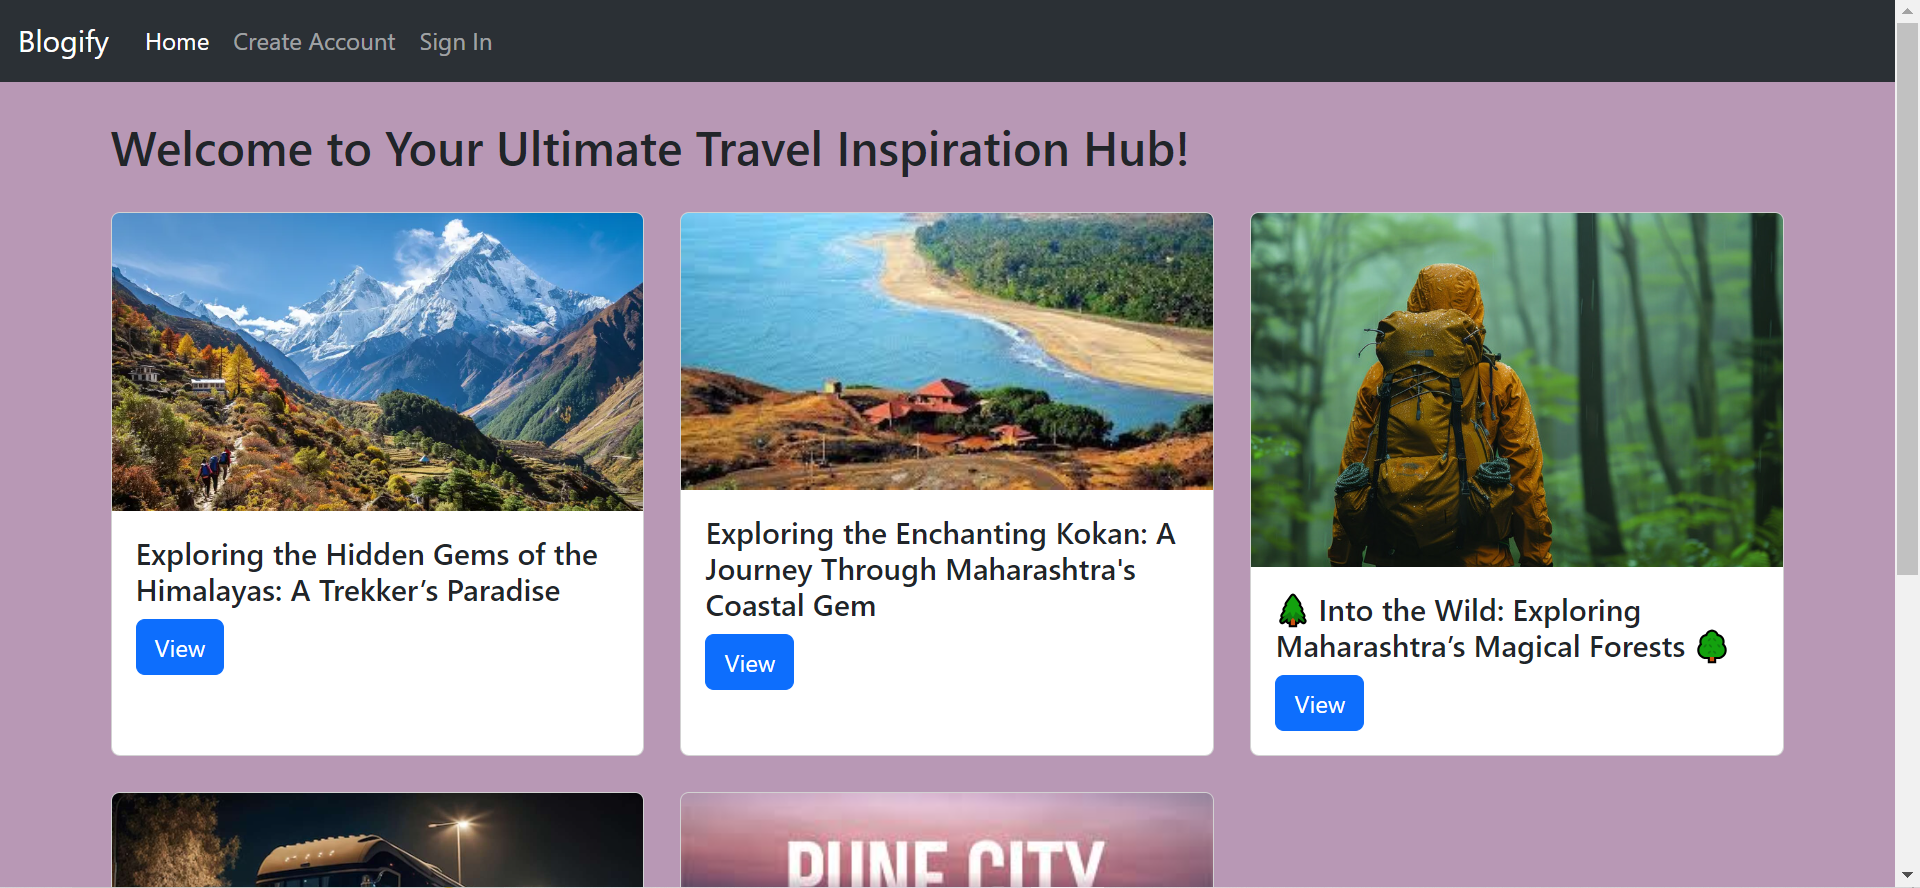 Blogify Home Create Account Sign In
Welcome to Your Ultimate Travel Inspiration Hub!
Exploring the Hidden Gems of the
Himalayas: A Trekker’s Paradise
View
Exploring the Enchanting Kokan: A
Journey Through Maharashtra's
Coastal Gem
View
🌲 Into the Wild: Exploring
Maharashtra’s Magical Forests 🌳
View
PUNE CITY